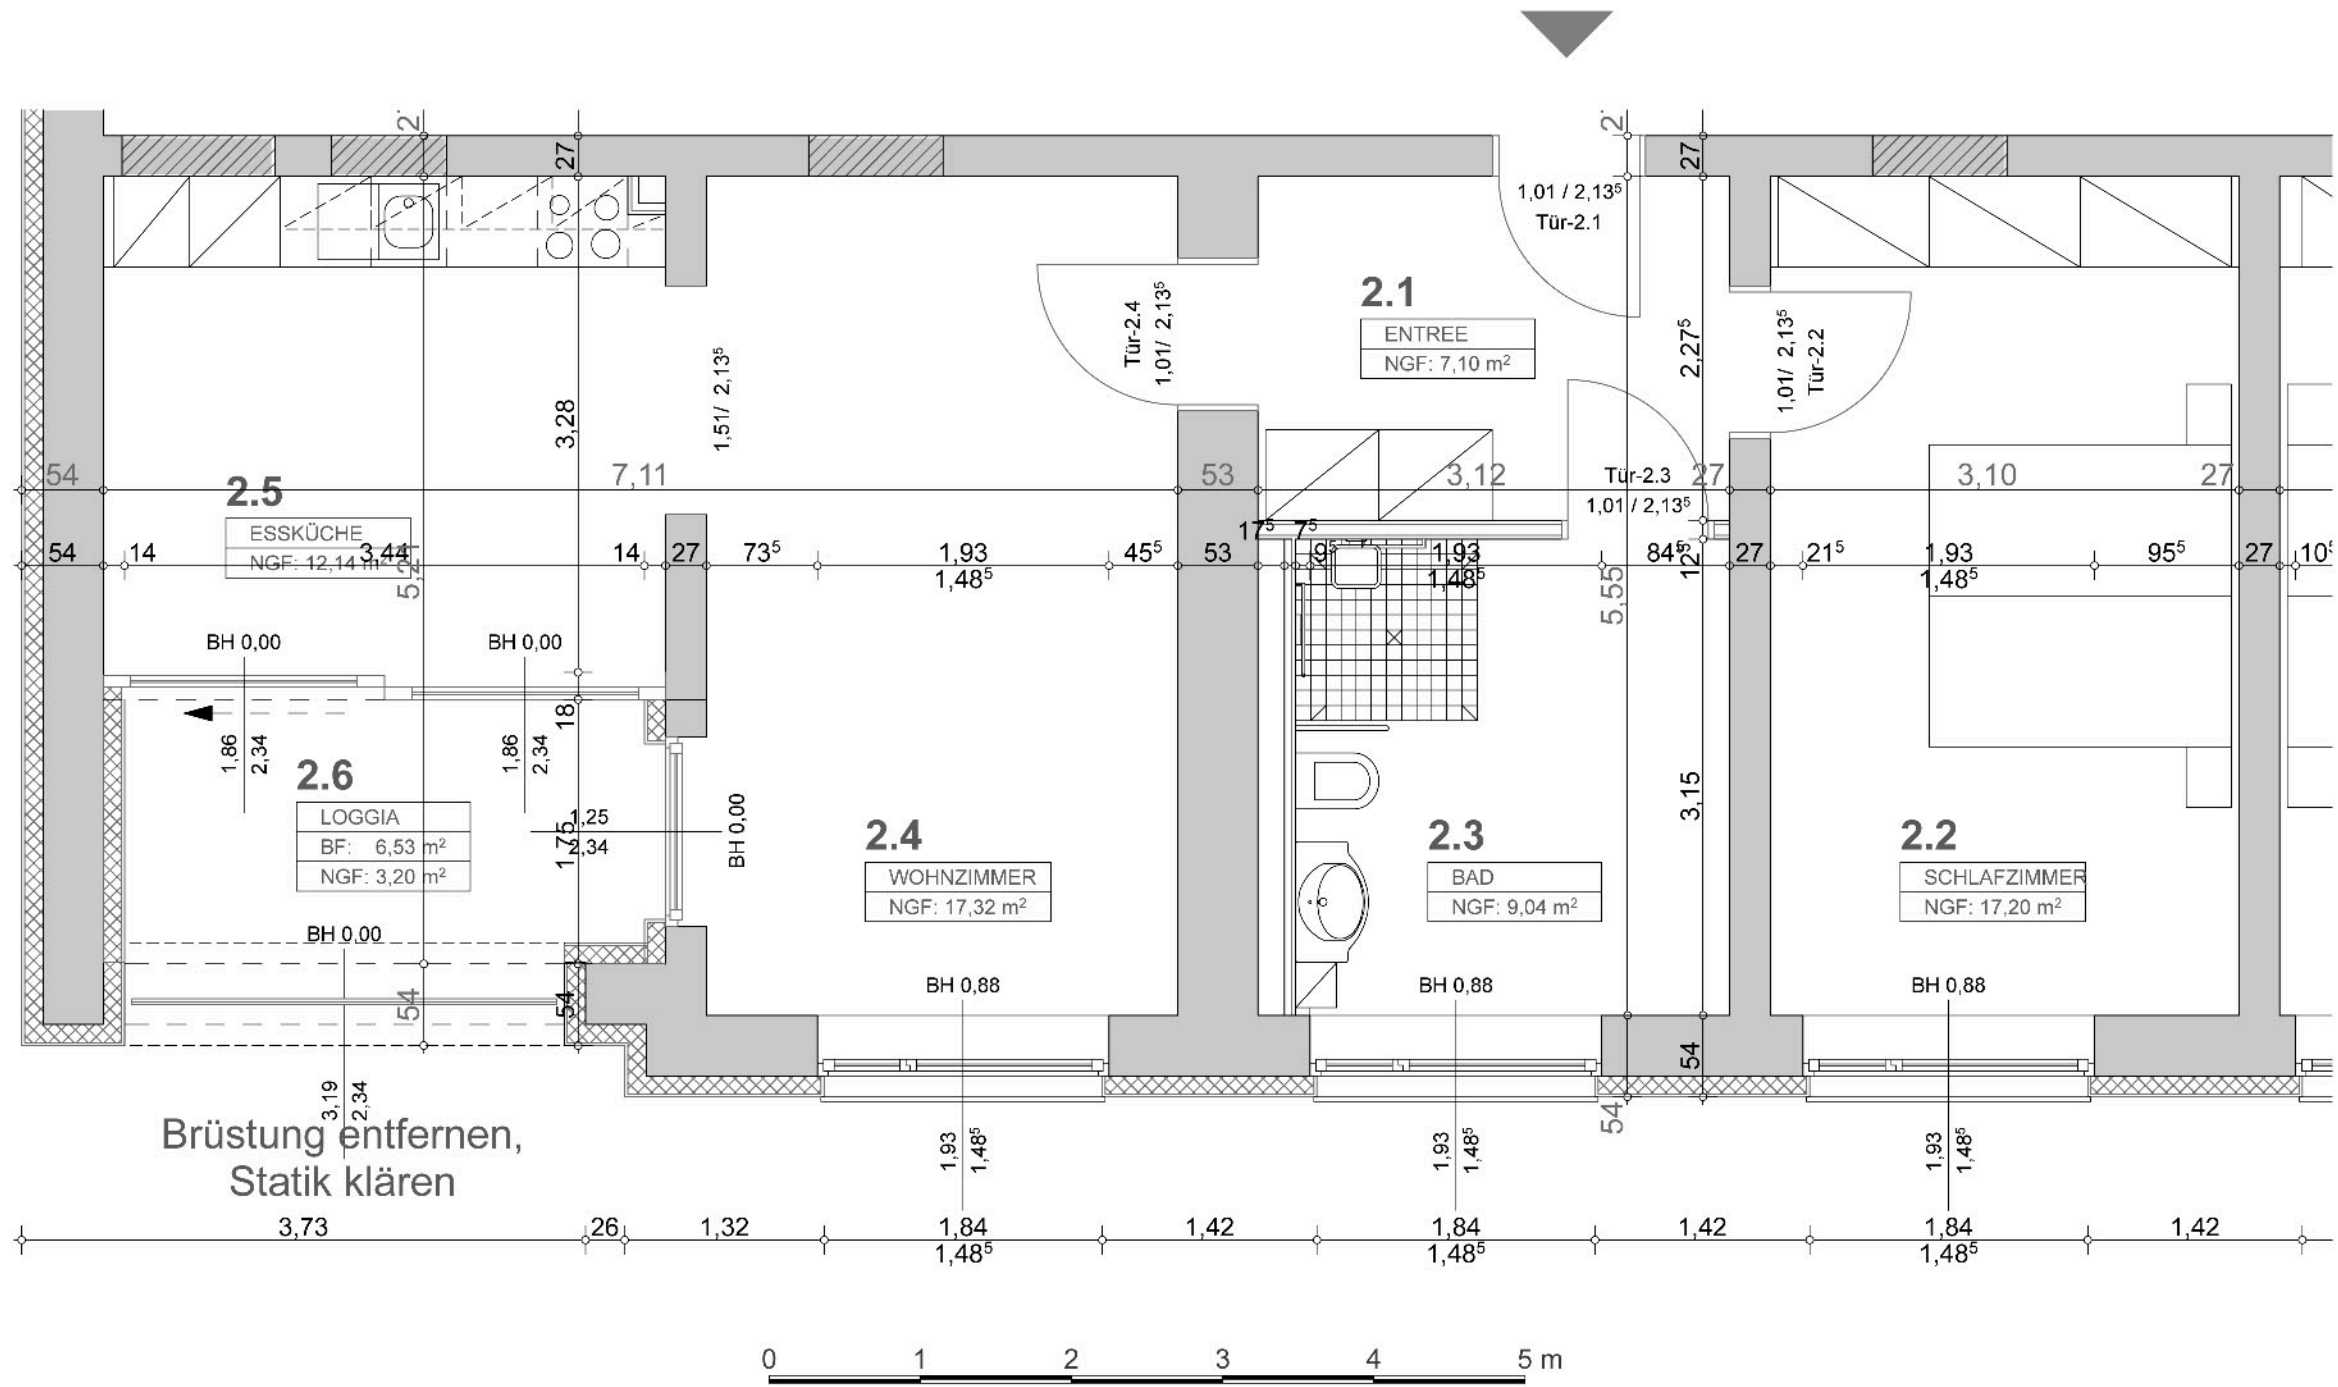 2
27
2
27
1,01 / 2,13⁵
Tür-2.1
Tür-2.4
1,01/ 2,13⁵
2.1
ENTREE
NGF: 7,10 m²
2,27⁵
1,01/ 2,13⁵
Tür-2.2
1,51/ 2,13⁵
3,28
54
7,11
53
3,12
Tür-2.3
27
3,10
27
1,01 / 2,13⁵
2.5
ESSKÜCHE
NGF: 12,14 m²
17⁵
7⁵
54
14
3,44
14
27
73⁵
1,93
1,48⁵
45⁵
53
9⁵
1,93
1,48⁵
84⁵
12⁵
27
21⁵
1,93
1,48⁵
95⁵
27
10⁵
5,21
5,55
BH 0,00
BH 0,00
18
1,86
2,34
1,86
2,34
2.6
LOGGIA
BF: 6,53 m²
NGF: 3,20 m²
1,25
2,34
1,75
BH 0,00
3,15
2.4
WOHNZIMMER
NGF: 17,32 m²
2.3
BAD
NGF: 9,04 m²
2.2
SCHLAFZIMMER
NGF: 17,20 m²
BH 0,00
BH 0,88
BH 0,88
BH 0,88
54
54
54
54
3,19
2,34
Brüstung entfernen,
Statik klären
1,93
1,48⁵
1,93
1,48⁵
1,93
1,48⁵
3,73
26
1,32
1,84
1,48⁵
1,42
1,84
1,48⁵
1,42
1,84
1,48⁵
1,42
0 1 2 3 4 5 m